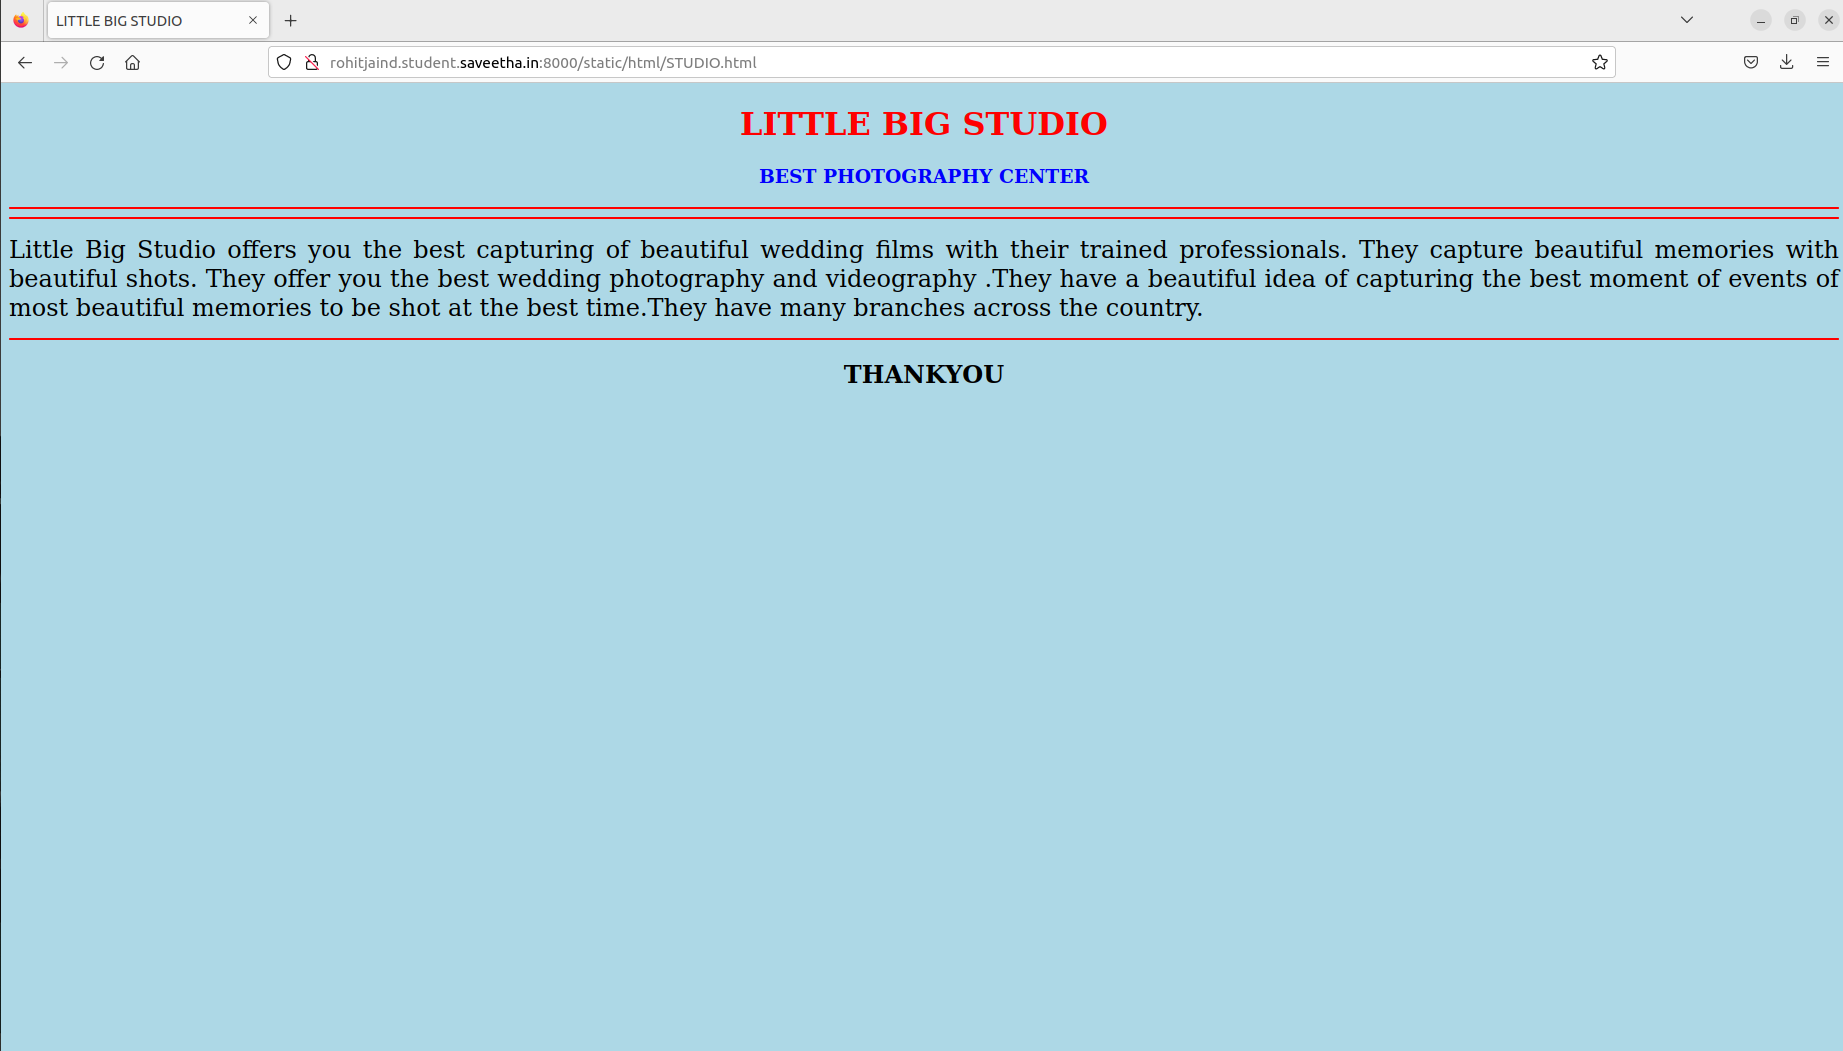 LITTLE BIG STUDIO
rohitjaind.student.saveetha.in:8000/static/html/STUDIO.html
LITTLE BIG STUDIO
BEST PHOTOGRAPHY CENTER
Little Big Studio offers you the best capturing of beautiful wedding films with their trained professionals. They capture beautiful memories with
beautiful shots. They offer you the best wedding photography and videography .They have a beautiful idea of capturing the best moment of events of
most beautiful memories to be shot at the best time.They have many branches across the country.
THANKYOU